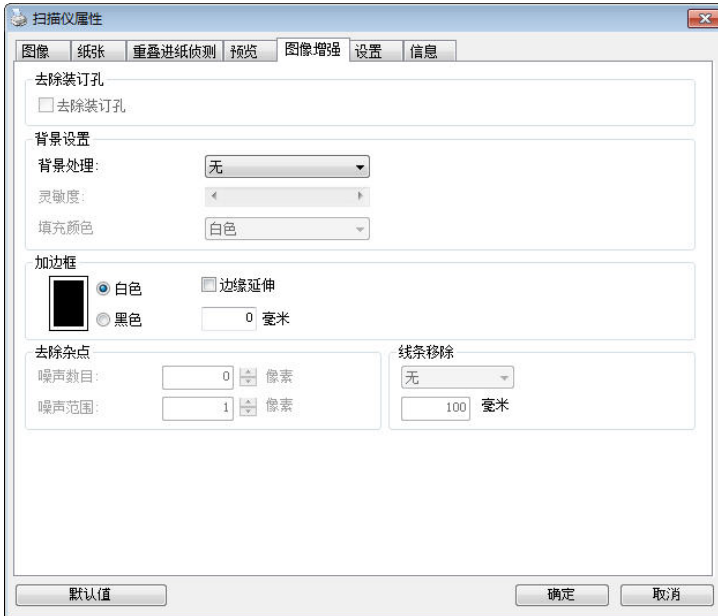 扫描仪属性
图像 纸张 重叠进纸侦测 预览 图像增强 设置 信息
去除装订孔
去除装订孔
背景设置
背景处理: 无
灵敏度:
填充颜色 白色
加边框
白色 边缘延伸
黑色 0 毫米
去除杂点 线条移除
噪声数目: 0 像素 无
噪声范围: 1 像素 100 毫米
默认值 确定 取消